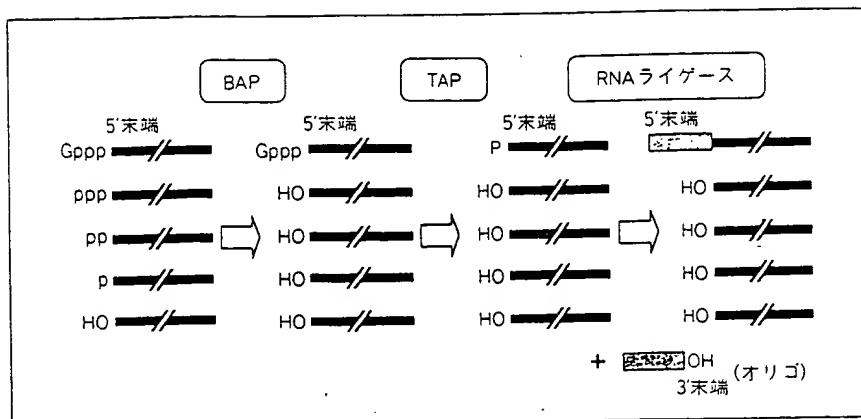 BAP TAP RNAライゲース
5'末端 5'末端 5'末端 5'末端
Gppp Gppp P
ppp HO HO HO
pp HO HO HO
p HO HO HO
HO HO HO HO
+ OH (オリゴ)
3'末端